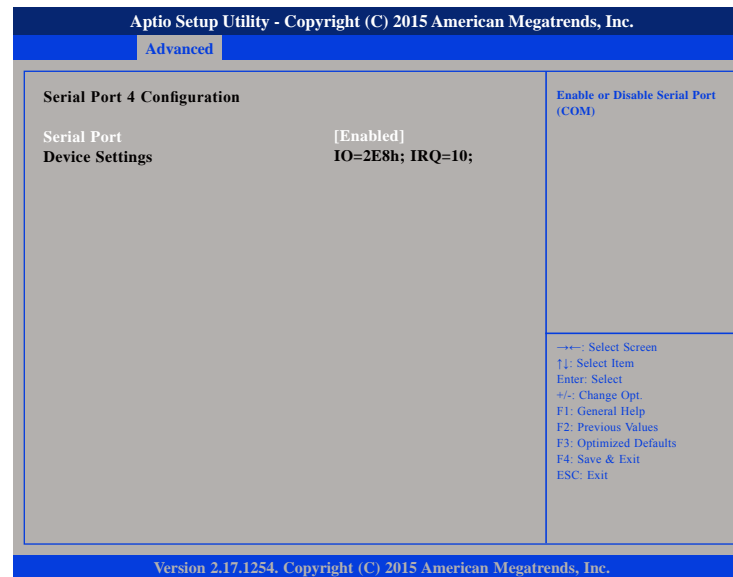 Aptio Setup Utility - Copyright (C) 2015 American Megatrends, Inc.
Advanced
Serial Port 4 Configuration
Serial Port [Enabled]
Device Settings IO=2E8h; IRQ=10;
Enable or Disable Serial Port
(COM)
→←: Select Screen
↑↓: Select Item
Enter: Select
+/-: Change Opt.
F1: General Help
F2: Previous Values
F3: Optimized Defaults
F4: Save & Exit
ESC: Exit
Version 2.17.1254. Copyright (C) 2015 American Megatrends, Inc.